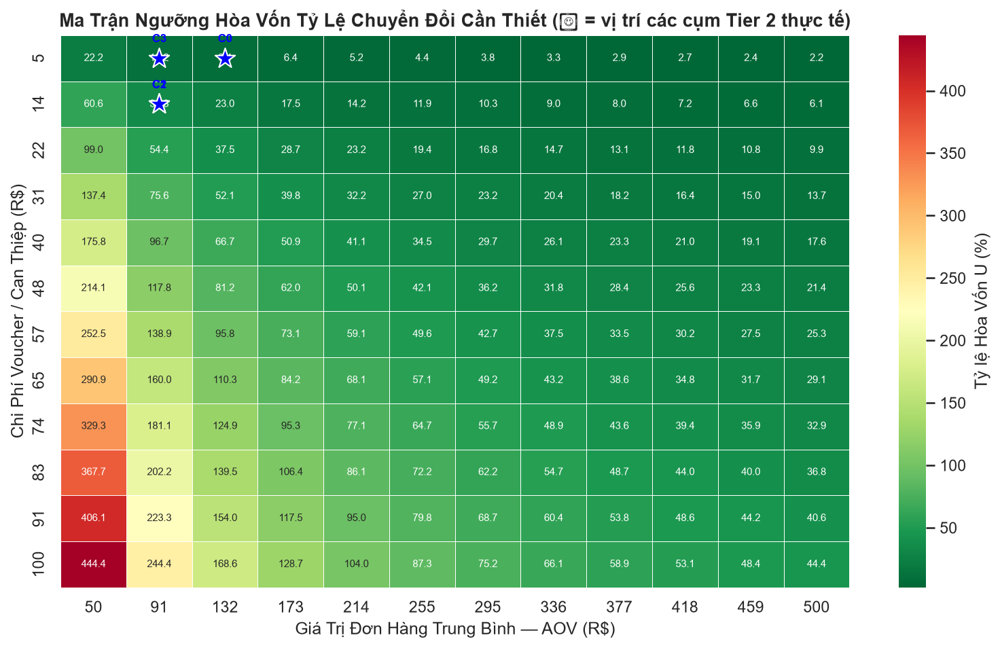 Ma Trận Ngưỡng Hòa Vốn Tỷ Lệ Chuyển Đổi Cần Thiết ( = vị trí các cụm Tier 2 thực tế)
C3 C0
5 22.2 6.4 5.2 4.4 3.8 3.3 2.9 2.7 2.4 2.2
14 60.6 23.0 17.5 14.2 11.9 10.3 9.0 8.0 7.2 6.6 6.1
22 99.0 54.4 37.5 28.7 23.2 19.4 16.8 14.7 13.1 11.8 10.8 9.9
31 137.4 75.6 52.1 39.8 32.2 27.0 23.2 20.4 18.2 16.4 15.0 13.7
40 175.8 96.7 66.7 50.9 41.1 34.5 29.7 26.1 23.3 21.0 19.1 17.6
48 214.1 117.8 81.2 62.0 50.1 42.1 36.2 31.8 28.4 25.6 23.3 21.4
57 252.5 138.9 95.8 73.1 59.1 49.6 42.7 37.5 33.5 30.2 27.5 25.3
65 290.9 160.0 110.3 84.2 68.1 57.1 49.2 43.2 38.6 34.8 31.7 29.1
74 329.3 181.1 124.9 95.3 77.1 64.7 55.7 48.9 43.6 39.4 35.9 32.9
83 367.7 202.2 139.5 106.4 86.1 72.2 62.2 54.7 48.7 44.0 40.0 36.8
91 406.1 223.3 154.0 117.5 95.0 79.8 68.7 60.4 53.8 48.6 44.2 40.6
100 444.4 244.4 168.6 128.7 104.0 87.3 75.2 66.1 58.9 53.1 48.4 44.4
50 91 132 173 214 255 295 336 377 418 459 500
Giá Trị Đơn Hàng Trung Bình — AOV (R$)
Chi Phí Voucher / Can Thiệp (R$)
400
350
300
250
200
150
100
50
Tỷ lệ Hòa Vốn U (%)